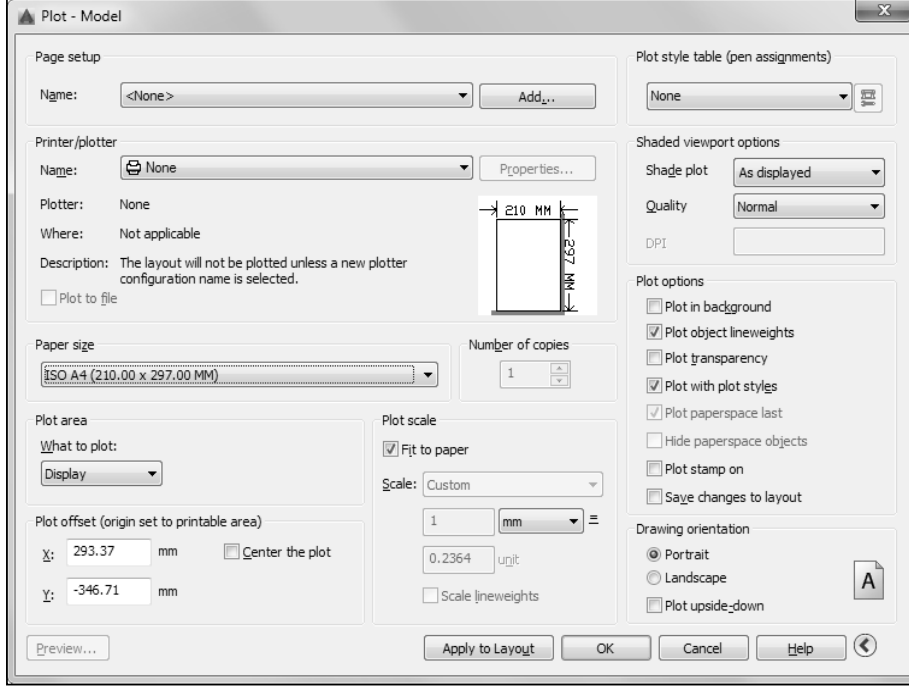 Plot - Model
Page setup
Name: <None> Add...
Printer/plotter
Name: None Properties...
Plotter: None
Where: Not applicable
Description: The layout will not be plotted unless a new plotter
configuration name is selected.
Plot to file
210 MM
297 MM
Paper size
ISO A4 (210.00 x 297.00 MM)
Number of copies
1
Plot area
What to plot:
Display
Plot offset (origin set to printable area)
X: 293.37 mm Center the plot
Y: -346.71 mm
Plot scale
Fit to paper
Scale: Custom
1 mm =
0.2364 unit
Scale lineweights
Plot style table (pen assignments)
None
Shaded viewport options
Shade plot As displayed
Quality Normal
DPI
Plot options
Plot in background
Plot object lineweights
Plot transparency
Plot with plot styles
Plot paperspace last
Hide paperspace objects
Plot stamp on
Save changes to layout
Drawing orientation
Portrait
Landscape
Plot upside-down
A
Preview... Apply to Layout OK Cancel Help